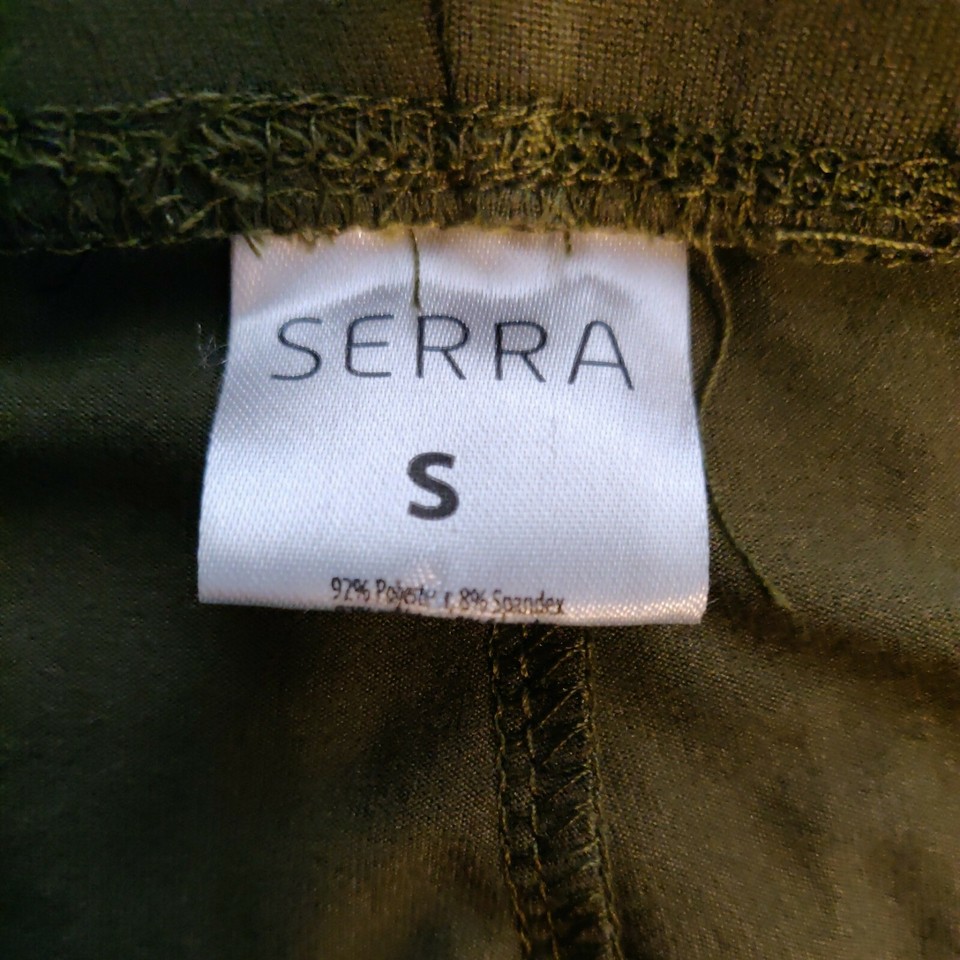 SERRA
S
92% Polyester, 8% Spandex